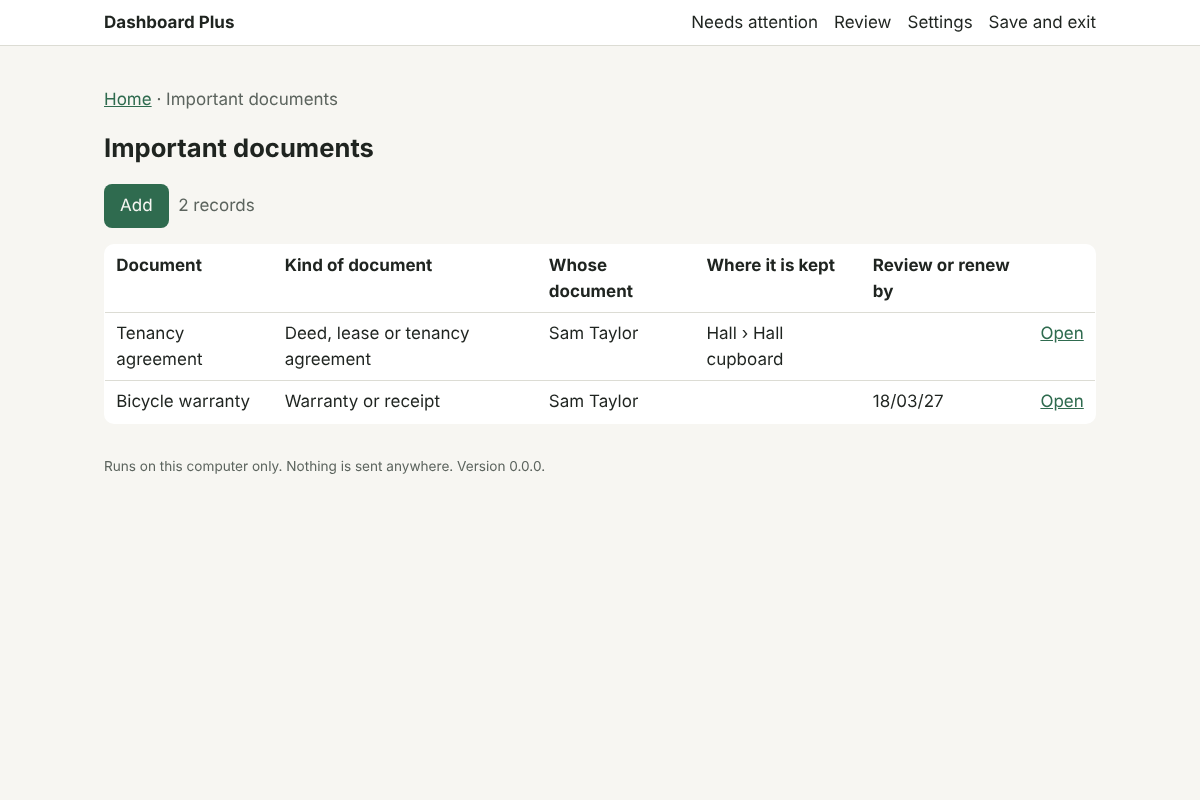 Dashboard Plus
Needs attention Review Settings Save and exit
Home · Important documents
Important documents
Add 2 records
Document Kind of document Whose document Where it is kept Review or renew by
Tenancy agreement Deed, lease or tenancy agreement Sam Taylor Hall › Hall cupboard Open
Bicycle warranty Warranty or receipt Sam Taylor 18/03/27 Open
Runs on this computer only. Nothing is sent anywhere. Version 0.0.0.